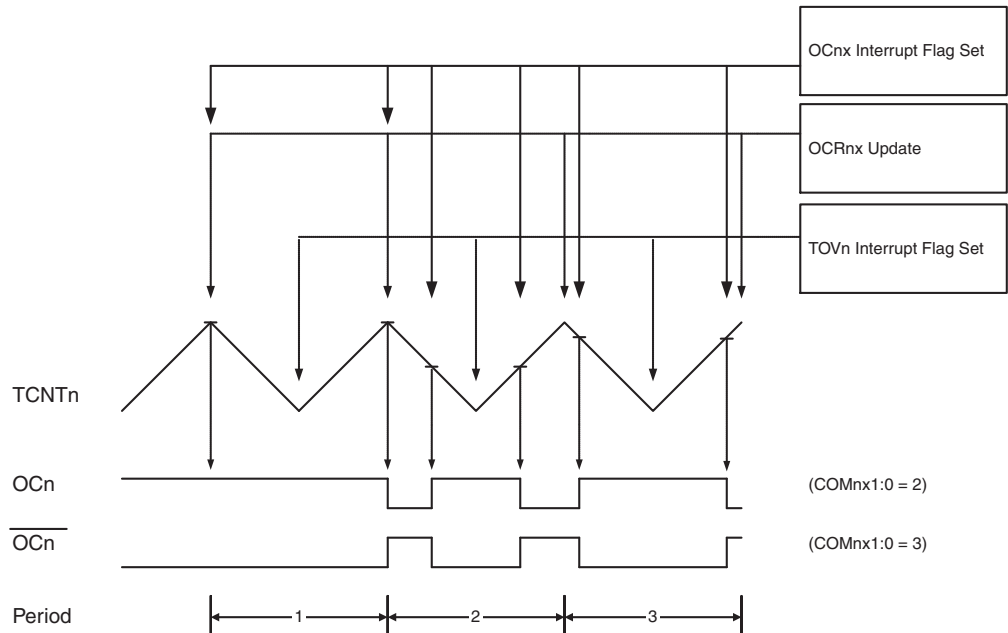 OCnx Interrupt Flag Set
OCRnx Update
TOVn Interrupt Flag Set
TCNTn
OCn
(COMnx1:0 = 2)
OCn
(COMnx1:0 = 3)
Period
1
2
3